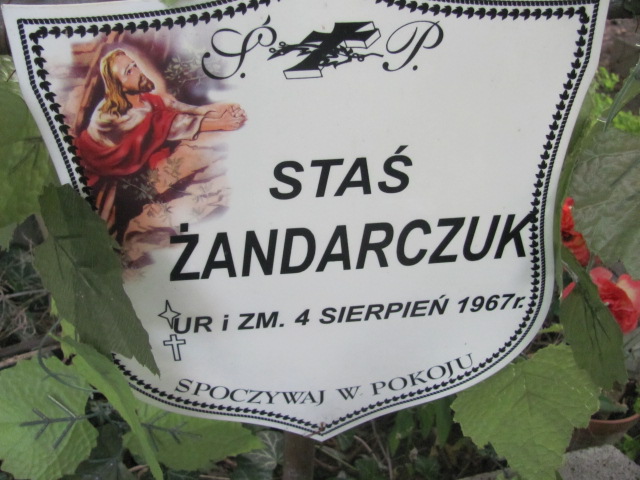 Ś. P.
STAŚ
ŻANDARCZUK
UR i ZM. 4 SIERPIEŃ 1967r.
SPOCZYWAJ W POKOJU